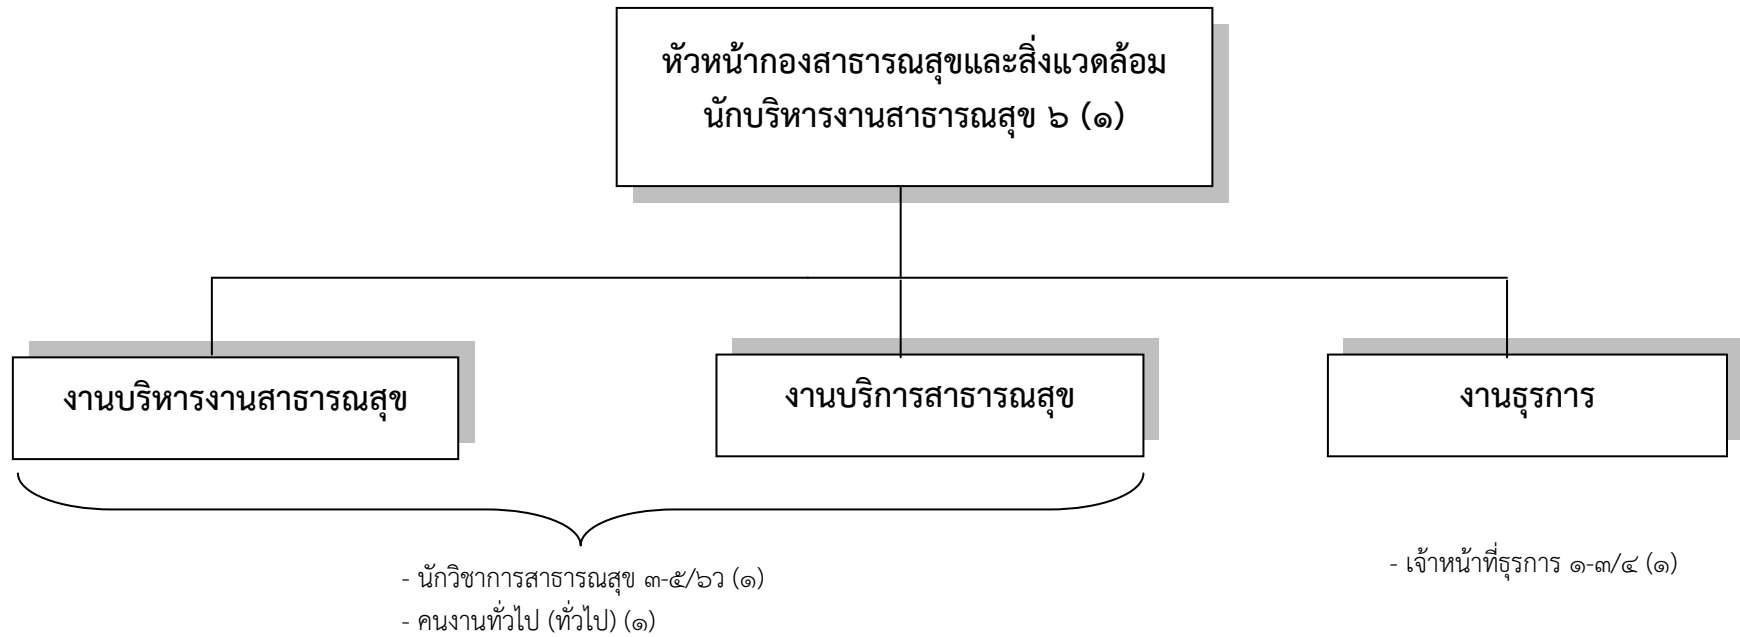 หัวหน้ากองสาธารณสุขและสิ่งแวดล้อม
นักบริหารงานสาธารณสุข ๖ (๑)
งานบริหารงานสาธารณสุข
งานบริการสาธารณสุข
งานธุรการ
- นักวิชาการสาธารณสุข ๓-๕/๖ว (๑)
- คนงานทั่วไป (ทั่วไป) (๑)
- เจ้าหน้าที่ธุรการ ๑-๓/๔ (๑)